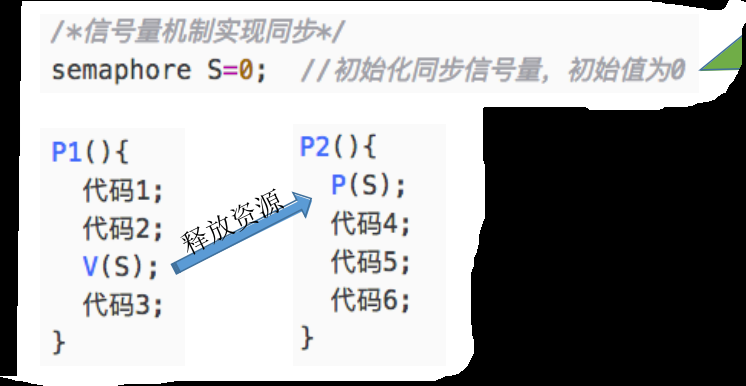 /*信号量机制实现同步*/
semaphore S=0;  //初始化同步信号量，初始值为0
P1(){
代码1;
代码2;
V(S);
代码3;
}
释放资源
P2(){
P(S);
代码4;
代码5;
代码6;
}